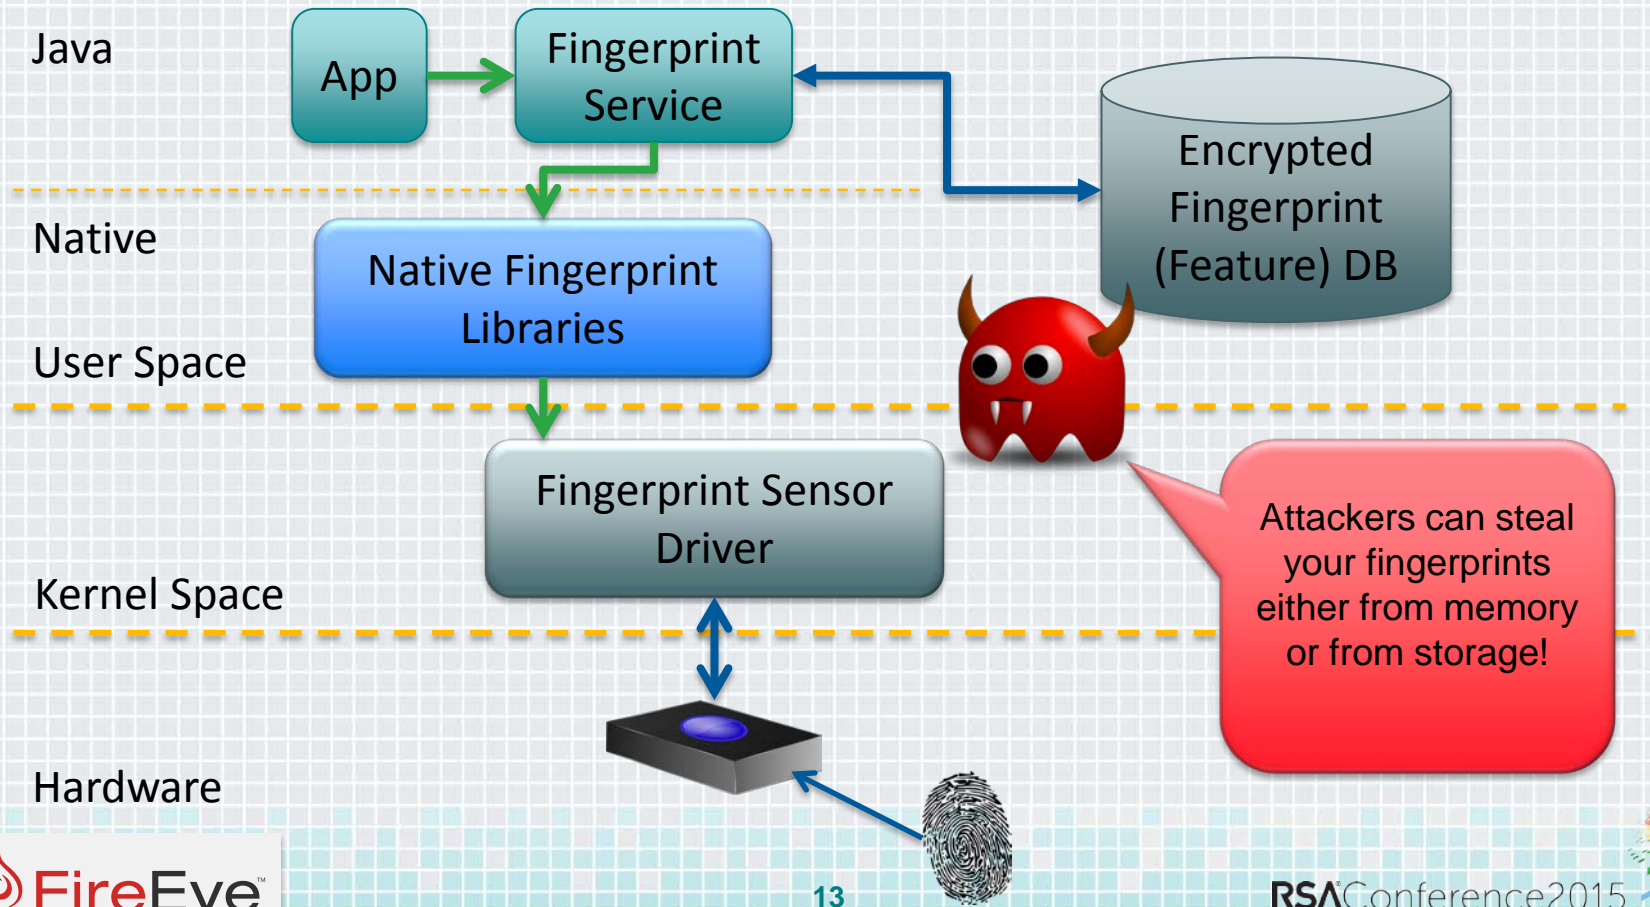 Java
App
Fingerprint
Service
Encrypted
Fingerprint
(Feature) DB
Native
Native Fingerprint
Libraries
User Space
Fingerprint Sensor
Driver
Attackers can steal
your fingerprints
either from memory
or from storage!
Kernel Space
Hardware
FireEye™
13
RSAConference2015